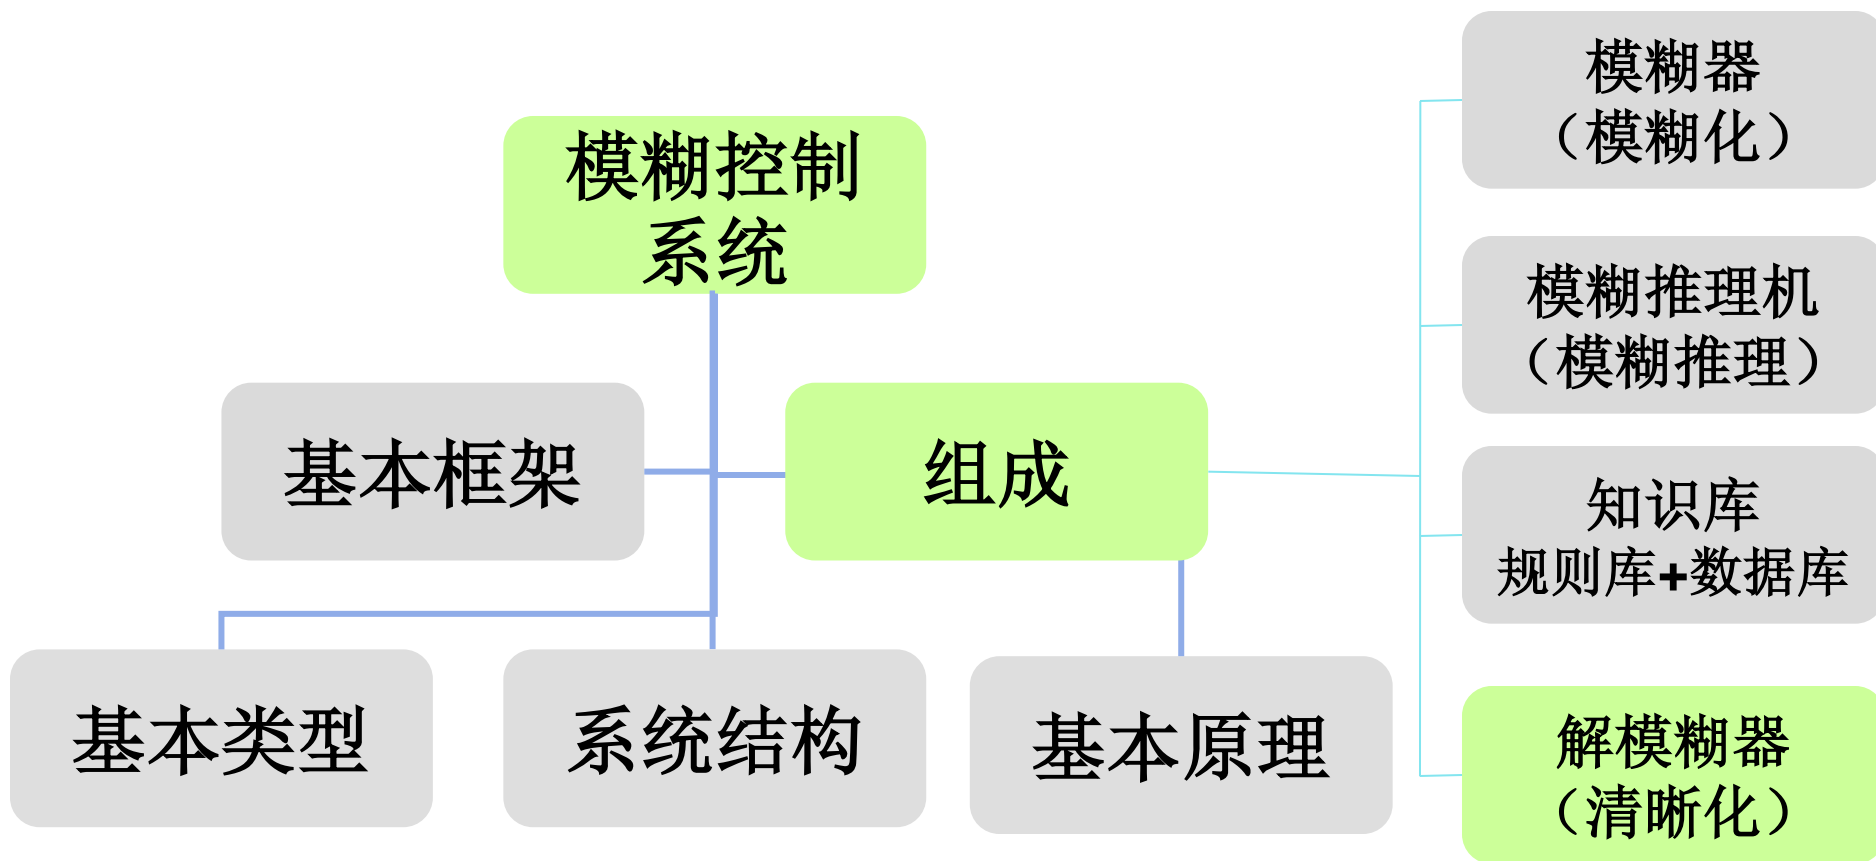 模糊控制
系统
基本框架
组成
基本类型
系统结构
基本原理
模糊器
（模糊化）
模糊推理机
（模糊推理）
知识库
规则库+数据库
解模糊器
（清晰化）